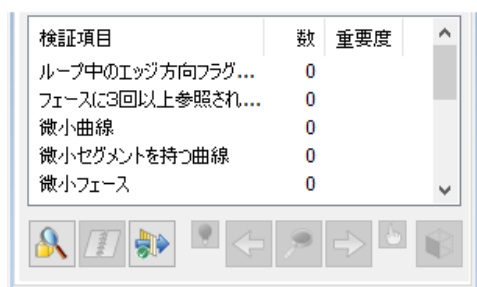 検証項目 数 重要度
ループ中のエッジ方向フラグ... 0
フェースに3回以上参照され... 0
微小曲線 0
微小セグメントを持つ曲線 0
微小フェース 0